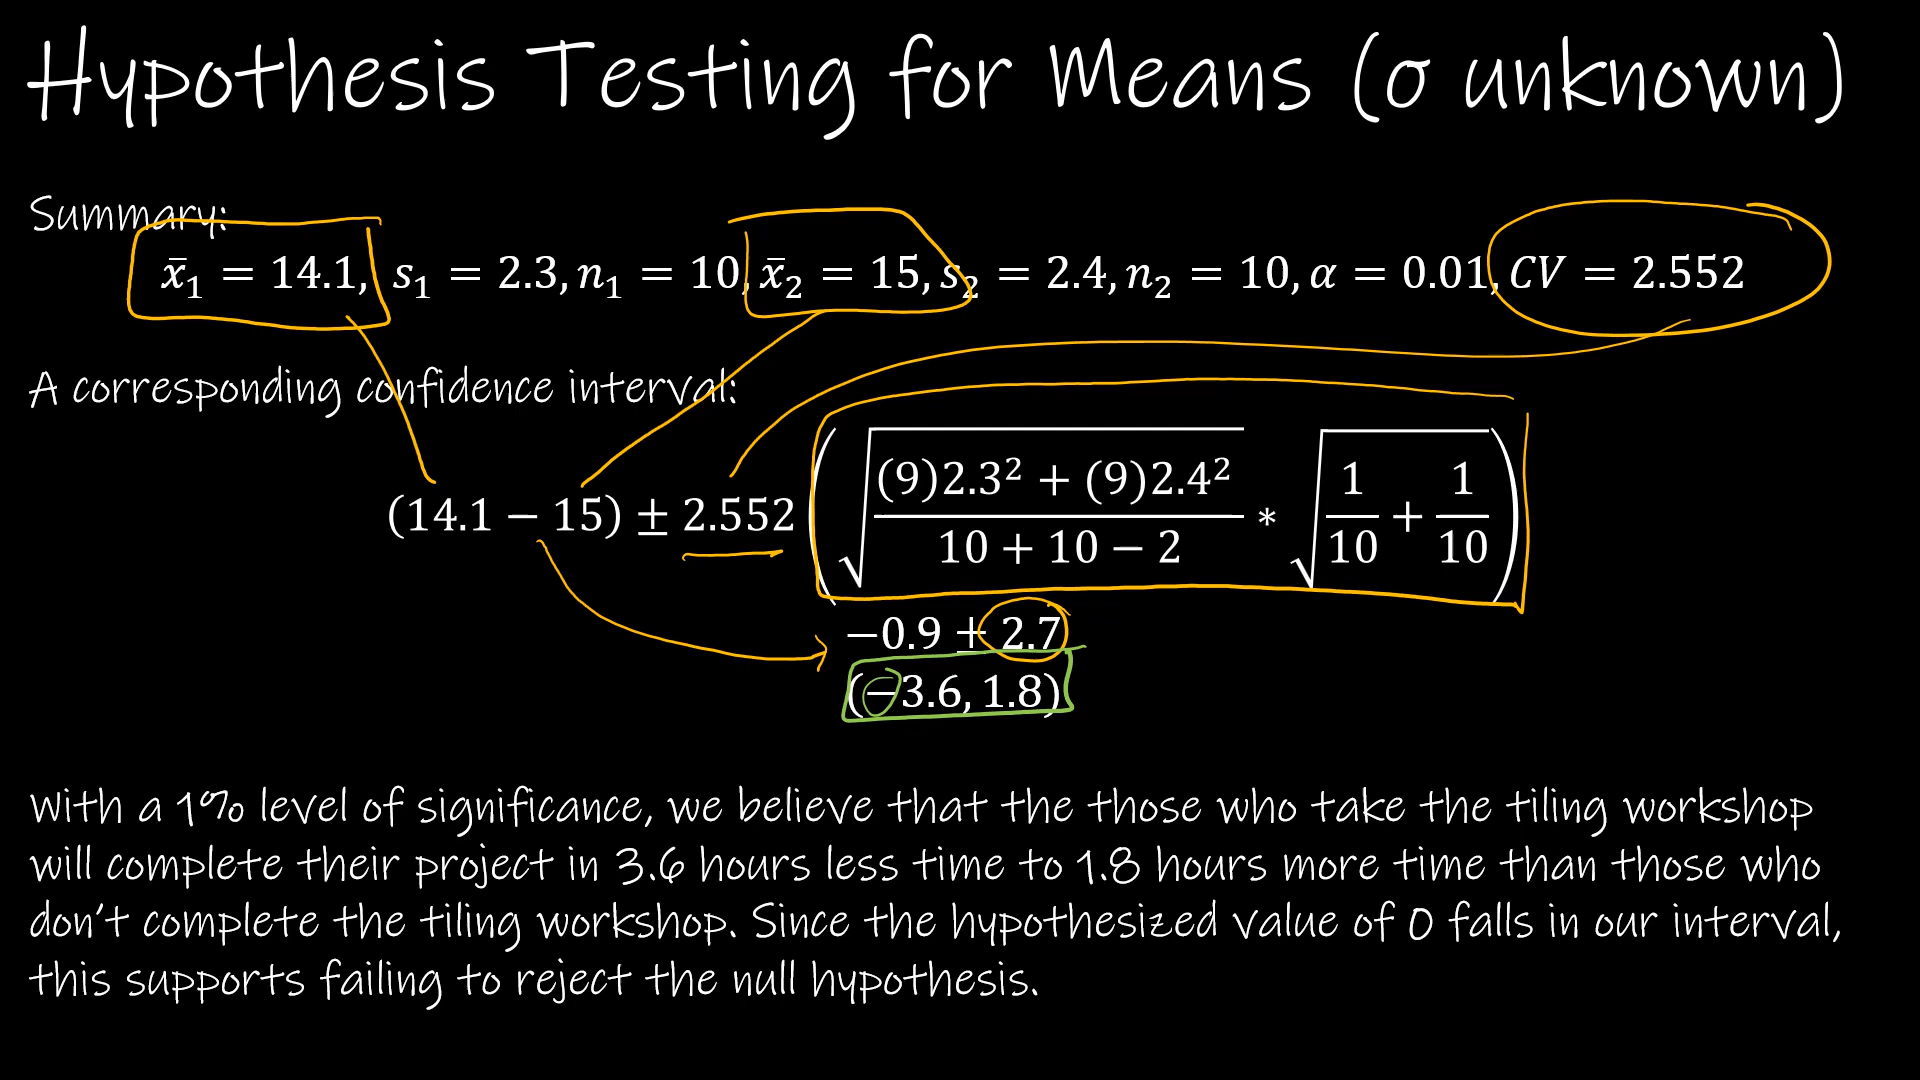 Hypothesis Testing for Means (σ unknown)
Summary:
x̄₁ = 14.1, s₁ = 2.3, n₁ = 10, x̄₂ = 15, s₂ = 2.4, n₂ = 10, α = 0.01, CV = 2.552
A corresponding confidence interval:
(14.1 − 15) ± 2.552 (√((9)2.3² + (9)2.4² / 10 + 10 − 2) * √(1/10 + 1/10))
−0.9 ± 2.7
(−3.6, 1.8)
With a 1% level of significance, we believe that the those who take the tiling workshop
will complete their project in 3.6 hours less time to 1.8 hours more time than those who
don't complete the tiling workshop. Since the hypothesized value of 0 falls in our interval,
this supports failing to reject the null hypothesis.